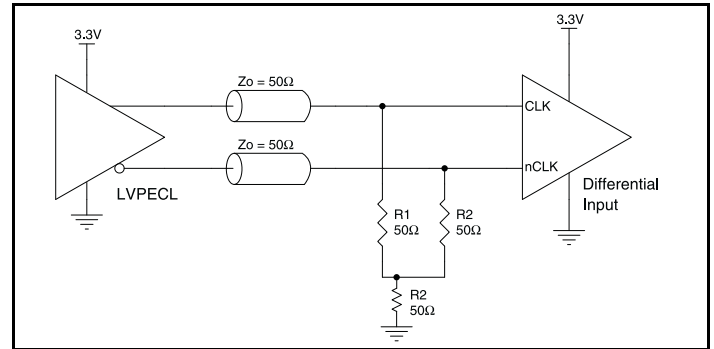 3.3V
3.3V
Zo = 50Ω
CLK
Zo = 50Ω
nCLK
LVPECL
Differential
Input
R1
50Ω
R2
50Ω
R2
50Ω